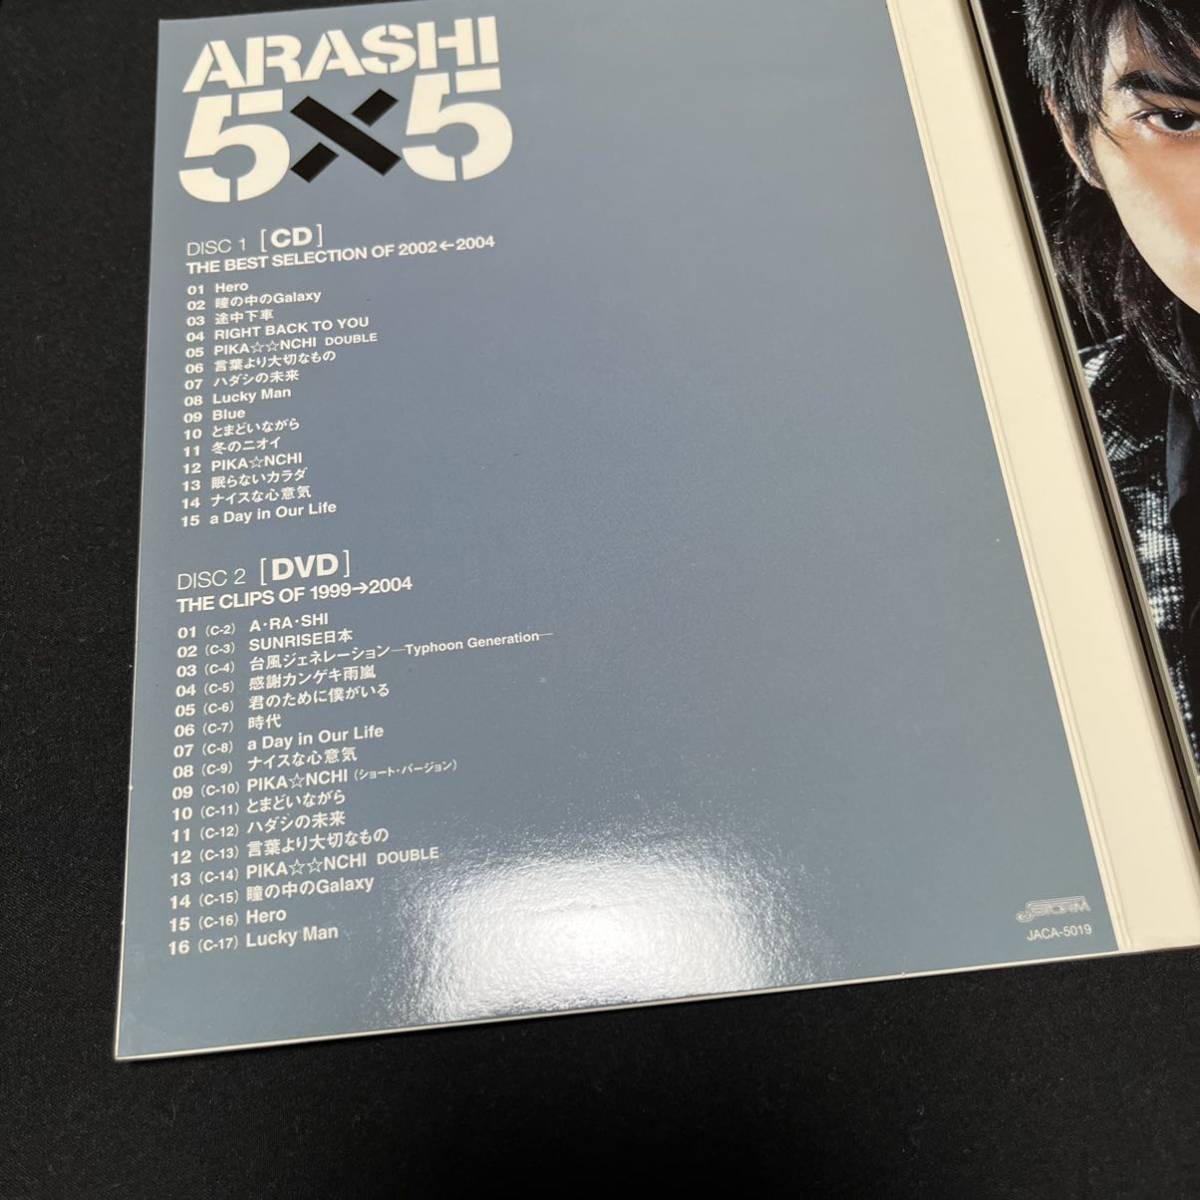 ARASHI
5×5
DISC 1 [CD]
THE BEST SELECTION OF 2002←2004
01 Hero
02 瞳の中のGalaxy
03 途中下車
04 RIGHT BACK TO YOU
05 PIKA☆☆NCHI DOUBLE
06 言葉より大切なもの
07 ハダシの未来
08 Lucky Man
09 Blue
10 とまどいながら
11 冬のニオイ
12 PIKA☆NCHI
13 眠らないカラダ
14 ナイスな心意気
15 a Day in Our Life
DISC 2 [DVD]
THE CLIPS OF 1999→2004
01 (C-2) A・RA・SHI
02 (C-3) SUNRISE日本
03 (C-4) 台風ジェネレーション—Typhoon Generation—
04 (C-5) 感謝カンゲキ雨嵐
05 (C-6) 君のために僕がいる
06 (C-7) 時代
07 (C-8) a Day in Our Life
08 (C-9) ナイスな心意気
09 (C-10) PIKA☆NCHI (ショート・バージョン)
10 (C-11) とまどいながら
11 (C-12) ハダシの未来
12 (C-13) 言葉より大切なもの
13 (C-14) PIKA☆☆NCHI DOUBLE
14 (C-15) 瞳の中のGalaxy
15 (C-16) Hero
16 (C-17) Lucky Man
J STORM
JACA-5019